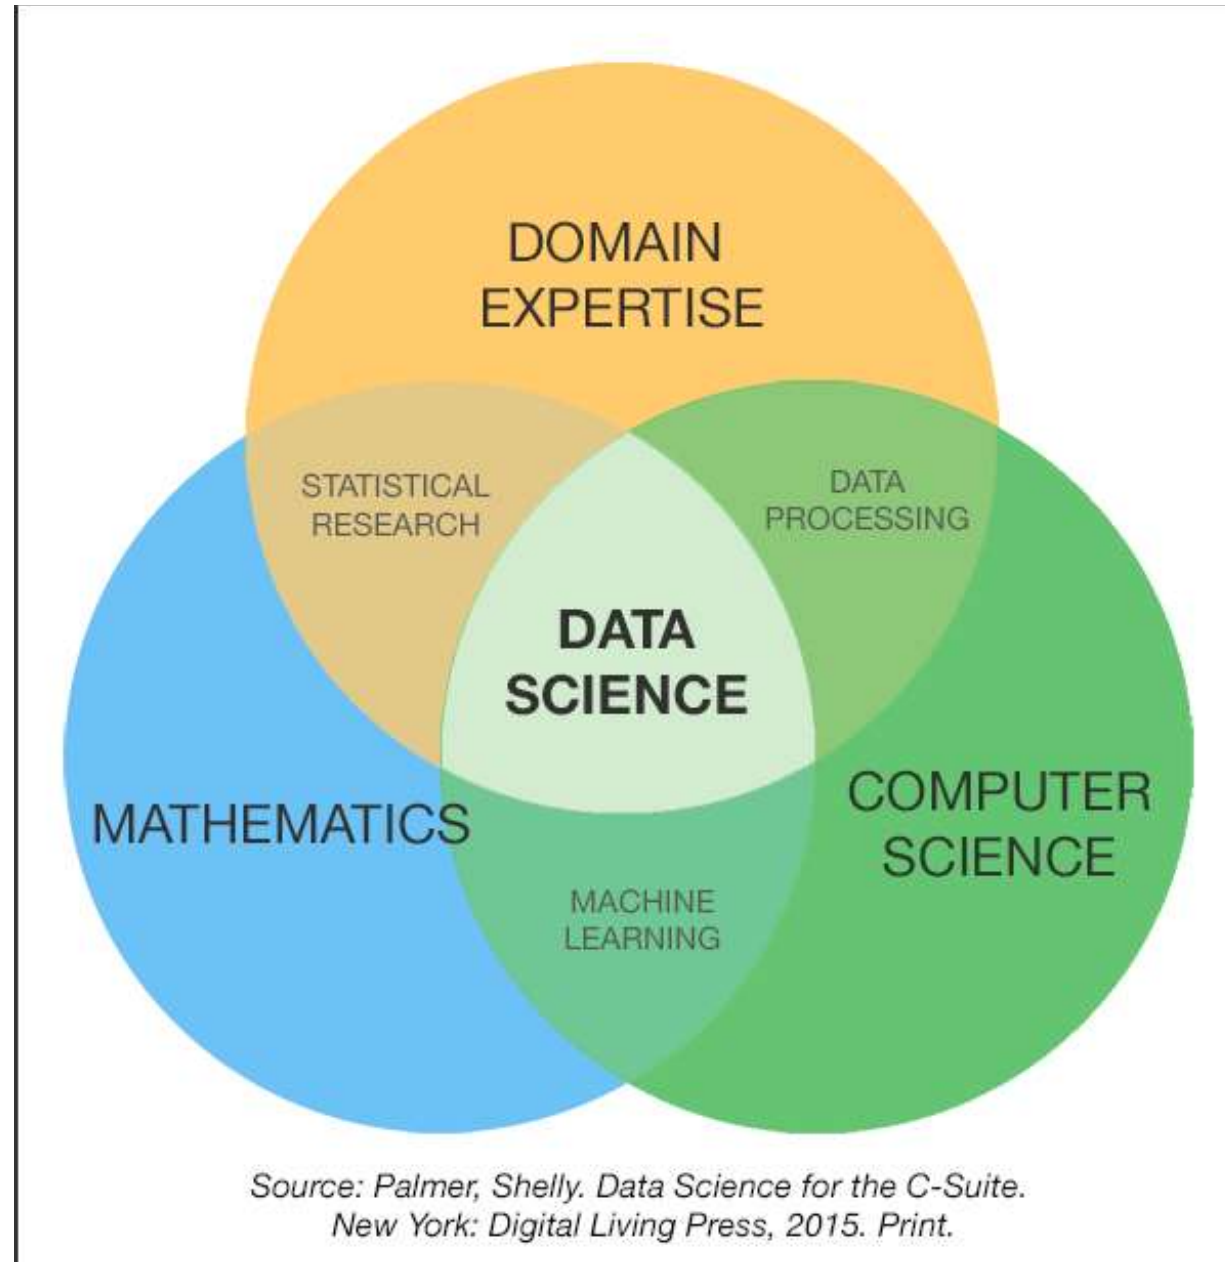 DOMAIN
EXPERTISE
STATISTICAL
RESEARCH
DATA
PROCESSING
DATA
SCIENCE
MATHEMATICS
COMPUTER
SCIENCE
MACHINE
LEARNING
Source: Palmer, Shelly. Data Science for the C-Suite.
New York: Digital Living Press, 2015. Print.